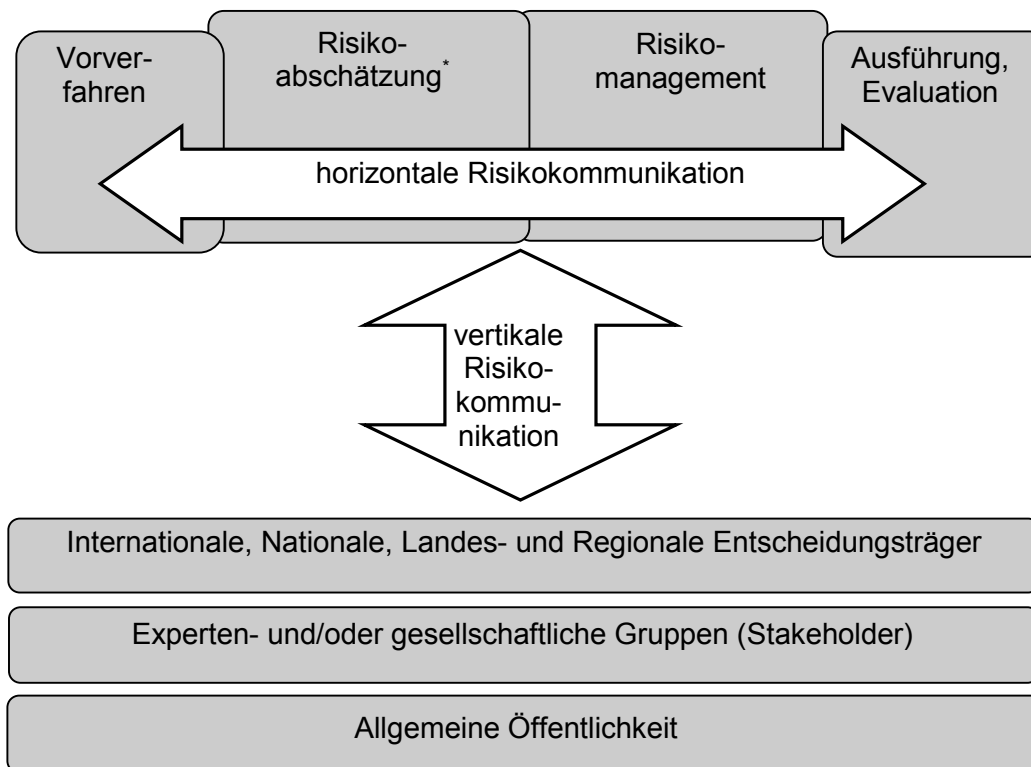 Vorver-
fahren
Risiko-
abschätzung*
Risiko-
management
Ausführung,
Evaluation
horizontale Risikokommunikation
vertikale
Risiko-
kommu-
nikation
Internationale, Nationale, Landes- und Regionale Entscheidungsträger
Experten- und/oder gesellschaftliche Gruppen (Stakeholder)
Allgemeine Öffentlichkeit